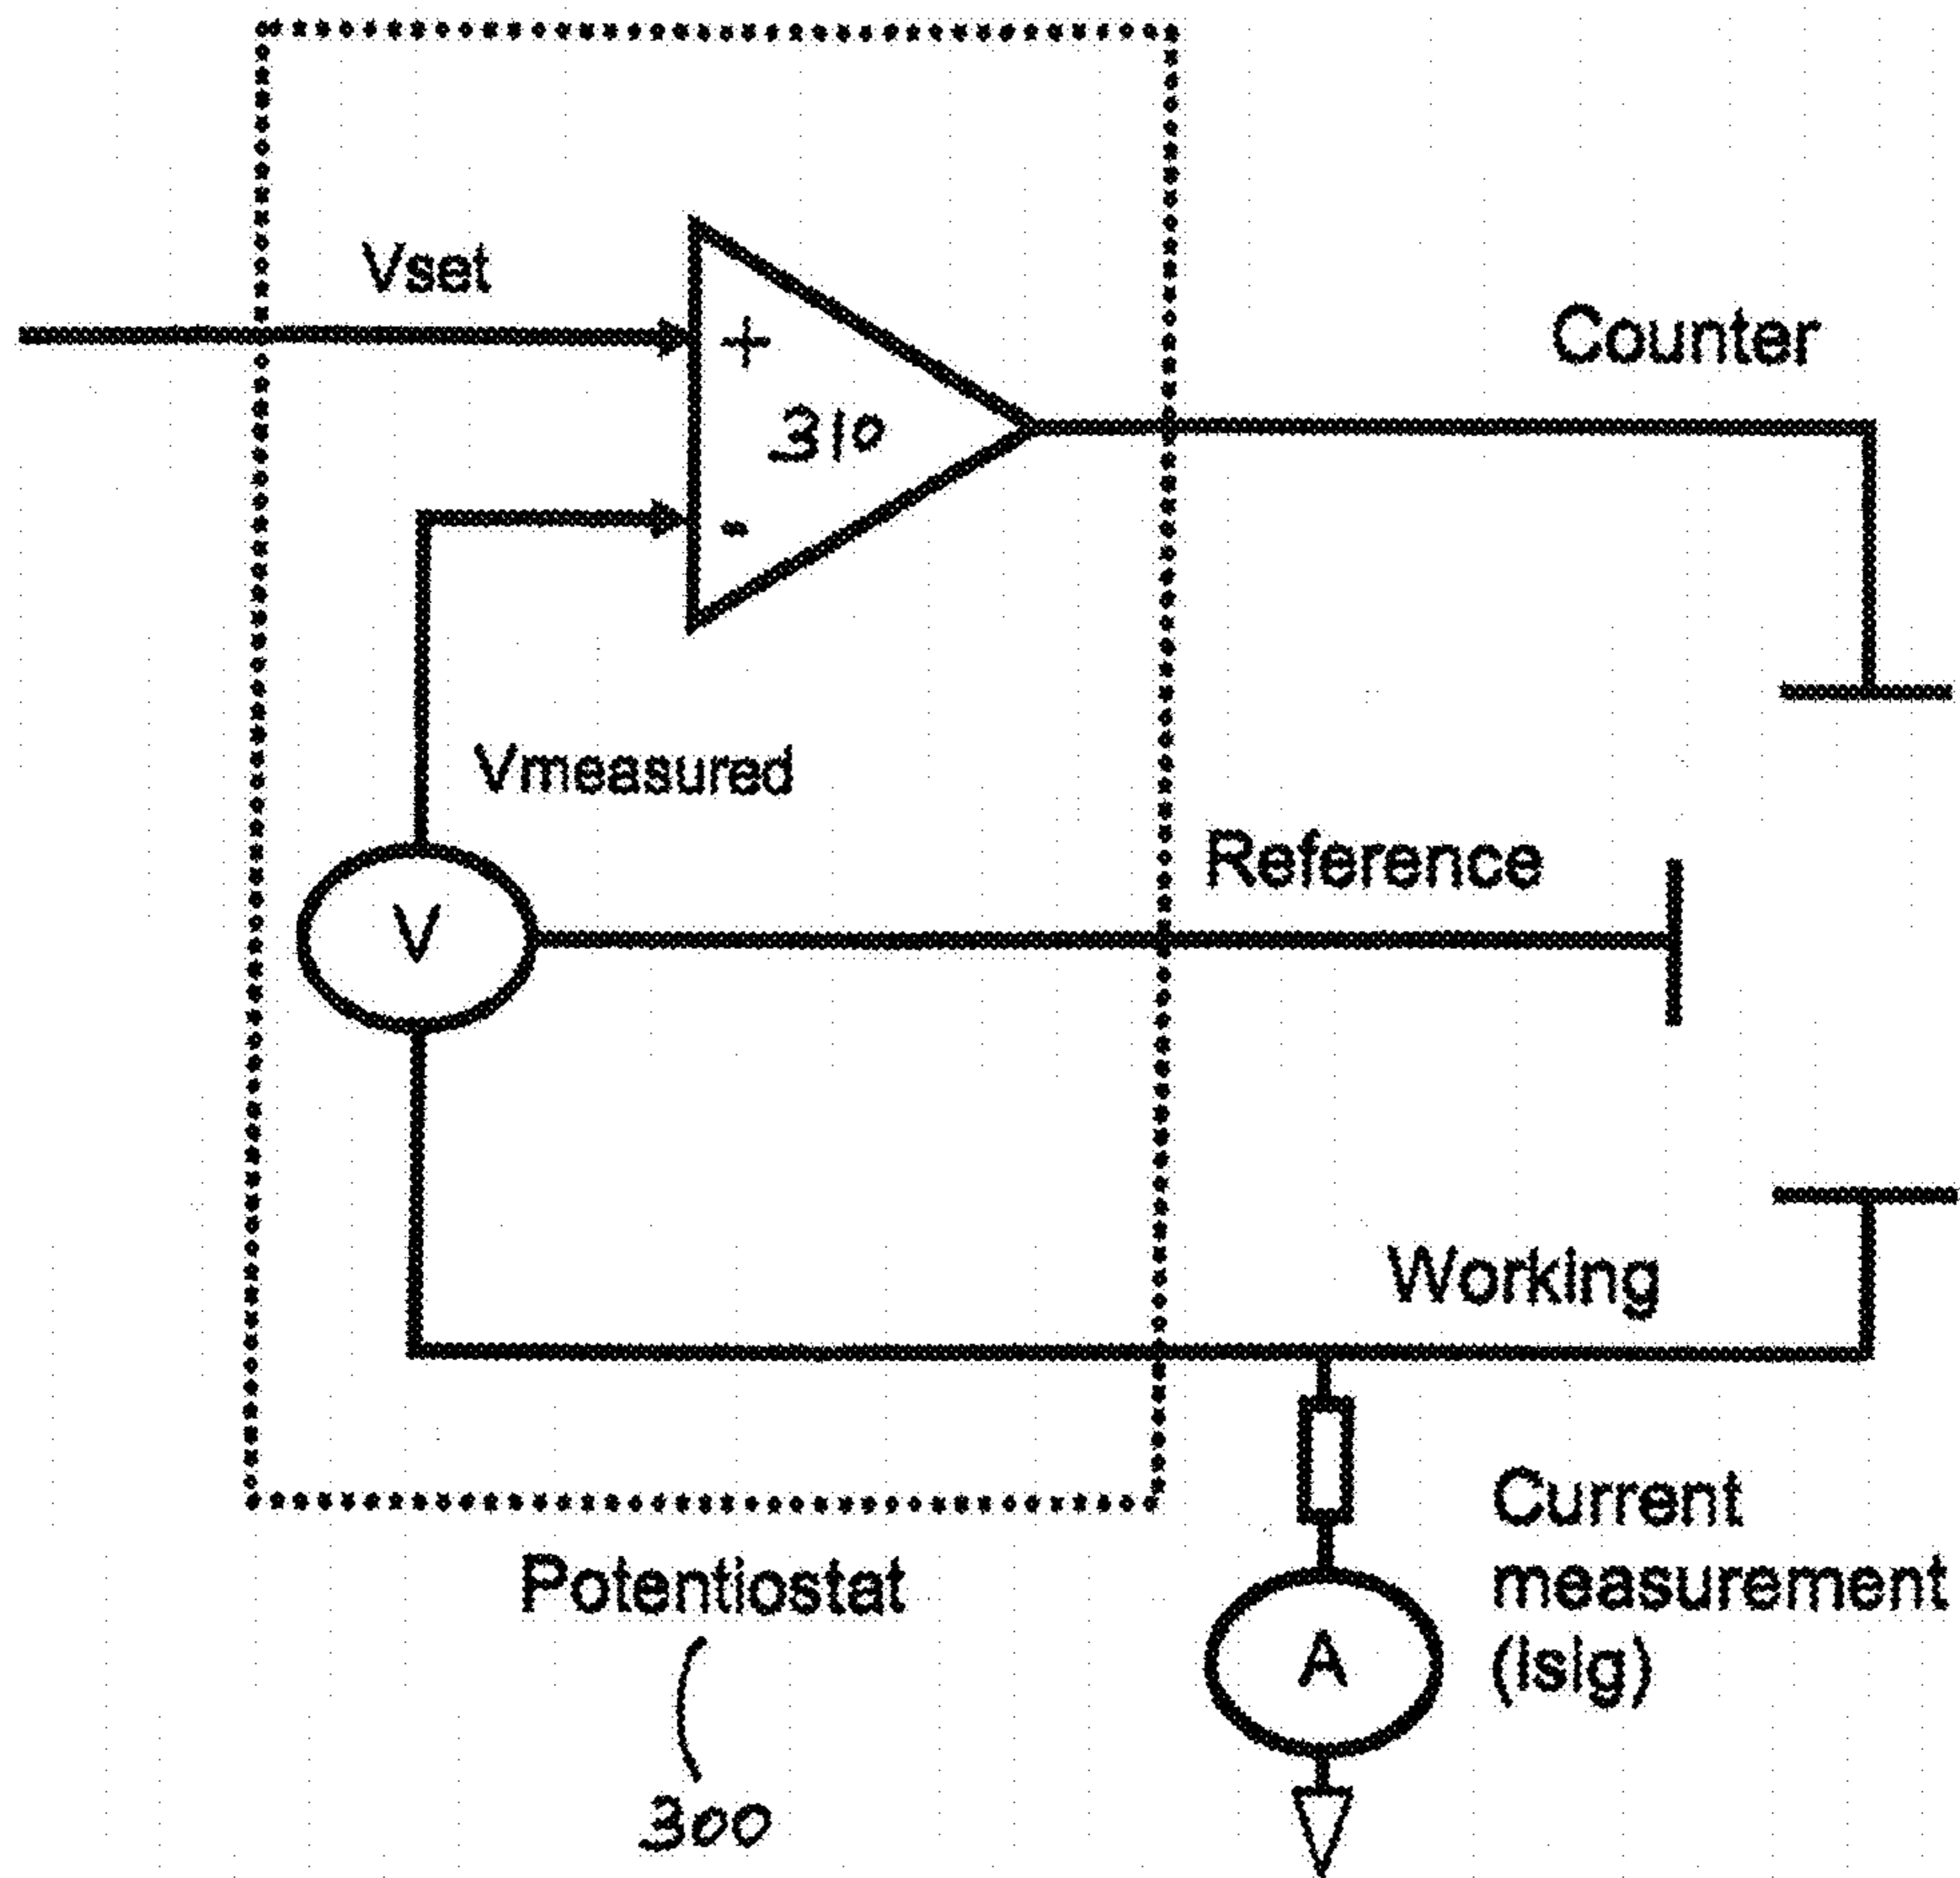 Vset
+
310
-
Counter
Vmeasured
Reference
V
Working
Current
measurement
(Isig)
Potentiostat
A
300